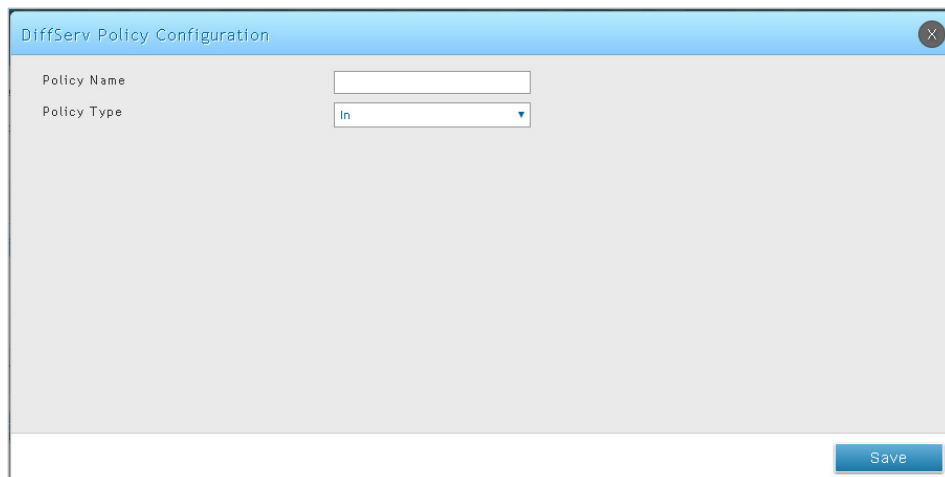 DiffServ Policy Configuration
X
Policy Name
Policy Type
In
Save